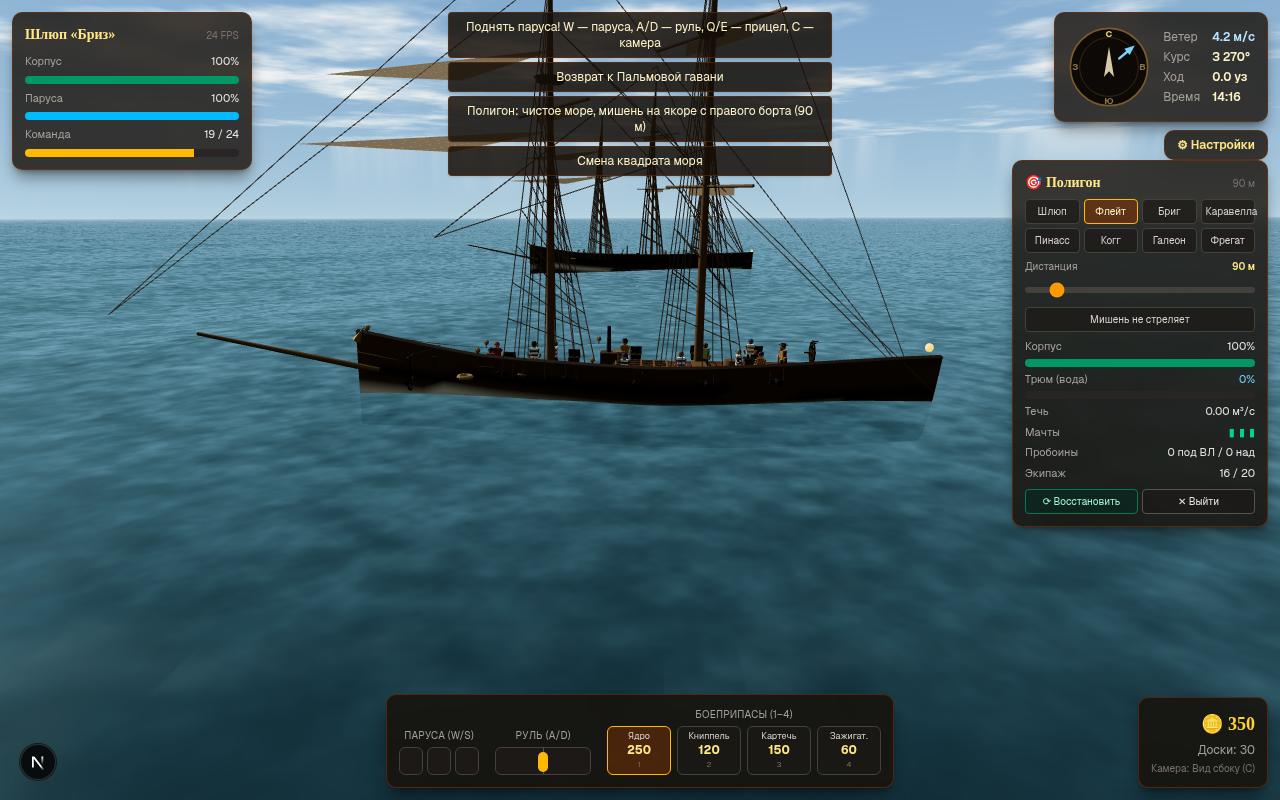 Шлюп «Бриз»
24 FPS
Корпус 100%
Паруса 100%
Команда 19 / 24
Поднять паруса! W — паруса, A/D — руль, Q/E — прицел, C —
камера
Возврат к Пальмовой гавани
Полигон: чистое море, мишень на якоре с правого борта (90
м)
Смена квадрата моря
С
З
В
Ю
Ветер 4.2 м/с
Курс З 270°
Ход 0.0 уз
Время 14:16
⚙ Настройки
🎯 Полигон 90 м
Шлюп Флейт Бриг Каравелла
Пинасс Когг Галеон Фрегат
Дистанция 90 м
Мишень не стреляет
Корпус 100%
Трюм (вода) 0%
Течь 0.00 м³/с
Мачты
Пробоины 0 под ВЛ / 0 над
Экипаж 16 / 20
⟳ Восстановить ✕ Выйти
ПАРУСА (W/S)
РУЛЬ (A/D)
БОЕПРИПАСЫ (1–4)
Ядро 250 1
Книппель 120 2
Картечь 150 3
Зажигат. 60 4
🪙 350
Доски: 30
Камера: Вид сбоку (C)
N